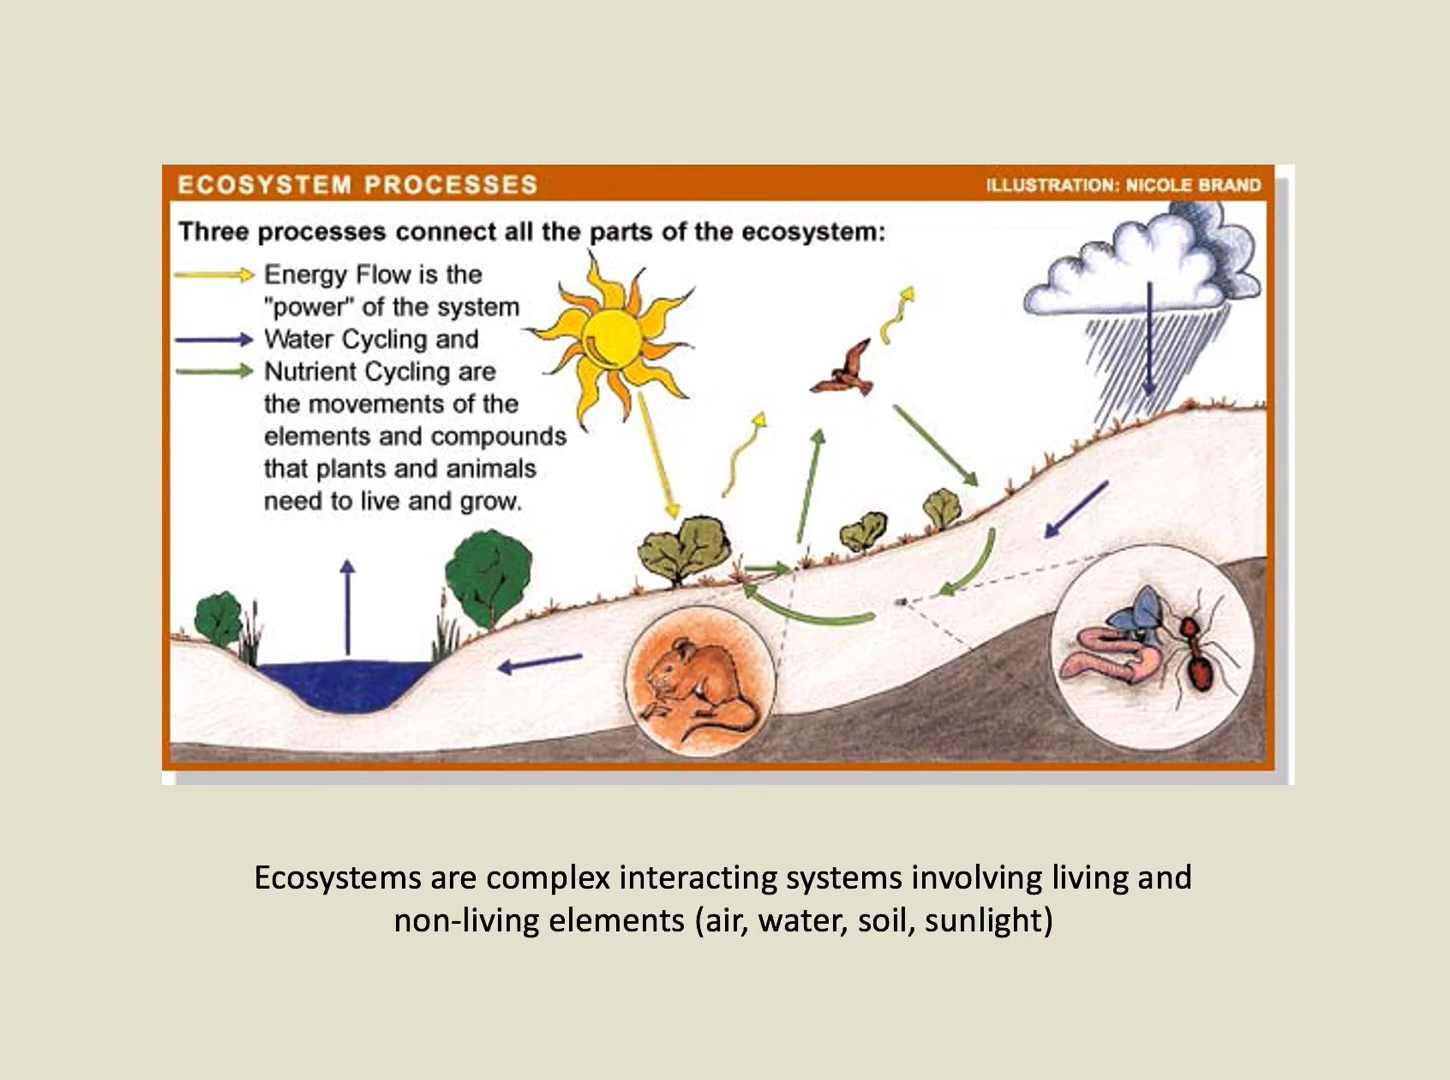 ECOSYSTEM PROCESSES
ILLUSTRATION: NICOLE BRAND
Three processes connect all the parts of the ecosystem:
Energy Flow is the
"power" of the system
Water Cycling and
Nutrient Cycling are
the movements of the
elements and compounds
that plants and animals
need to live and grow.
Ecosystems are complex interacting systems involving living and
non-living elements (air, water, soil, sunlight)